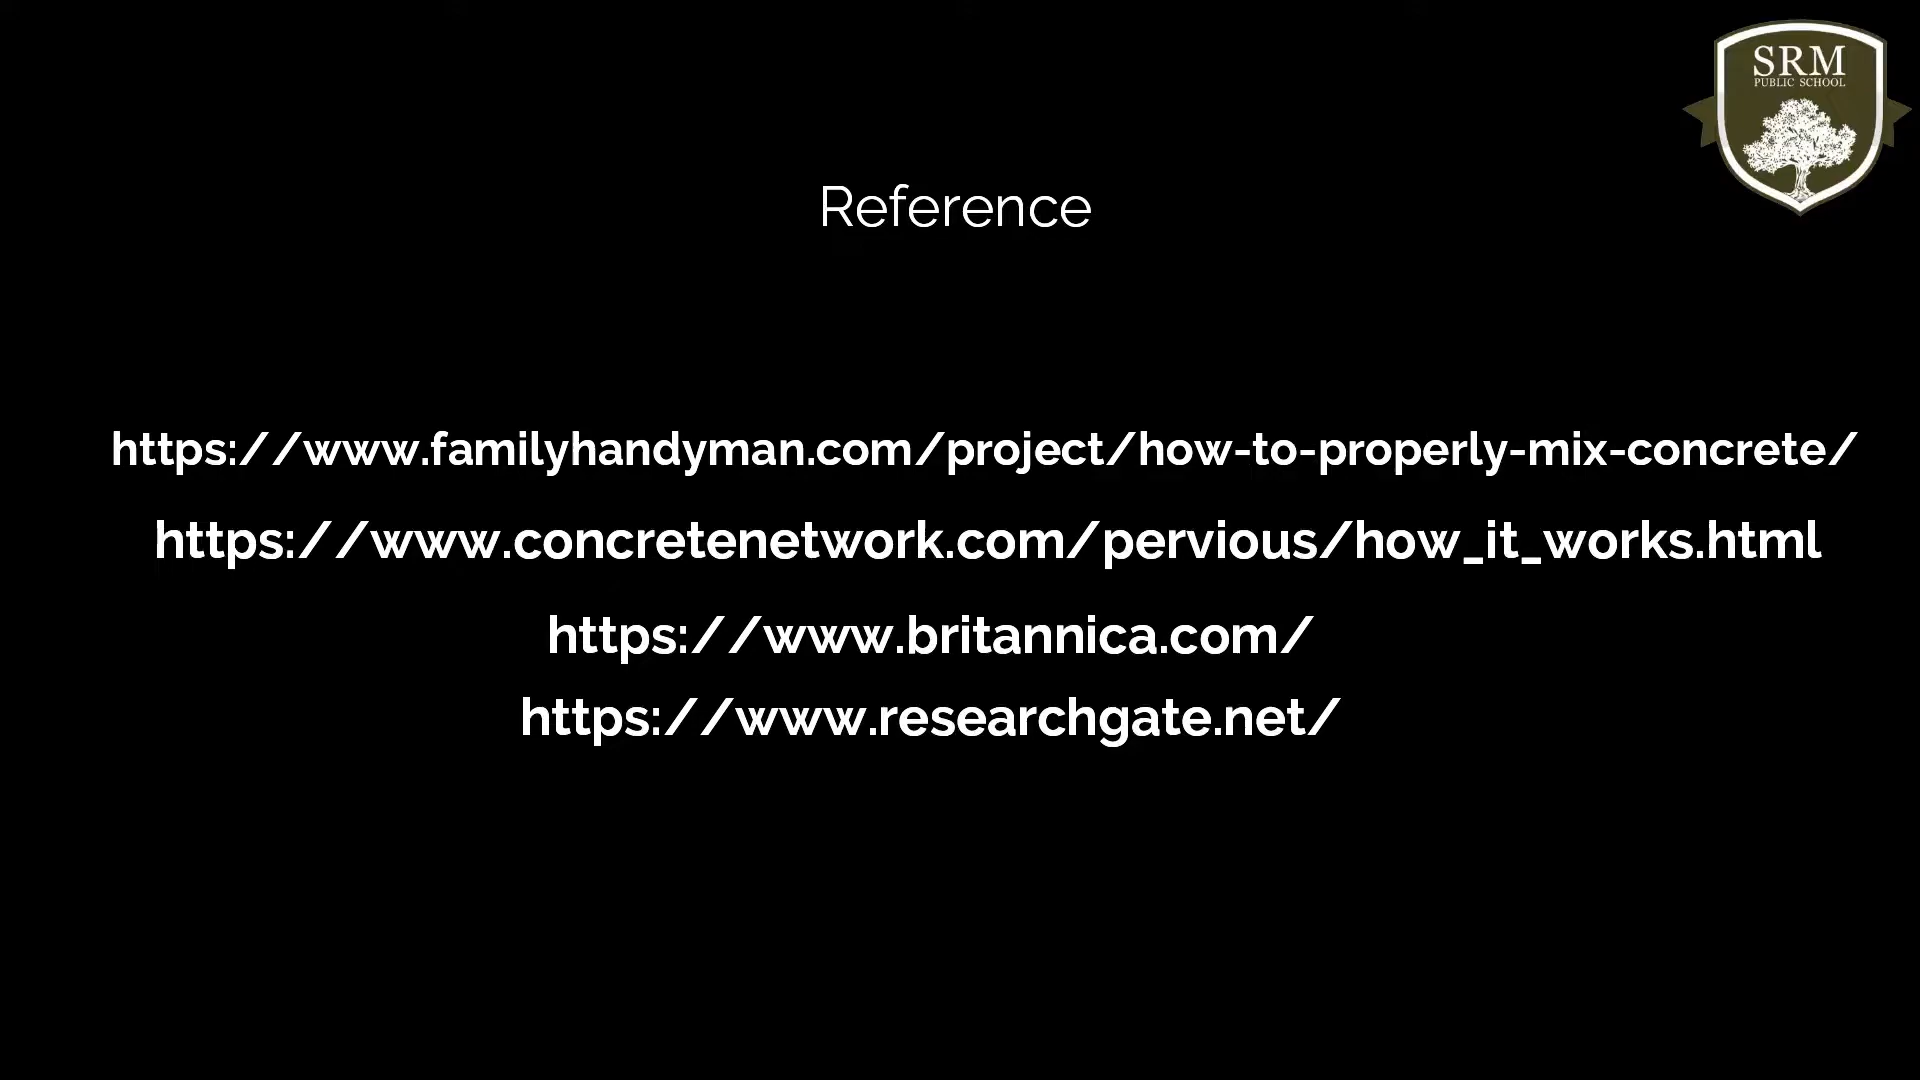 SRM
PUBLIC SCHOOL
Reference
https://www.familyhandyman.com/project/how-to-properly-mix-concrete/
https://www.concretenetwork.com/pervious/how_it_works.html
https://www.britannica.com/
https://www.researchgate.net/